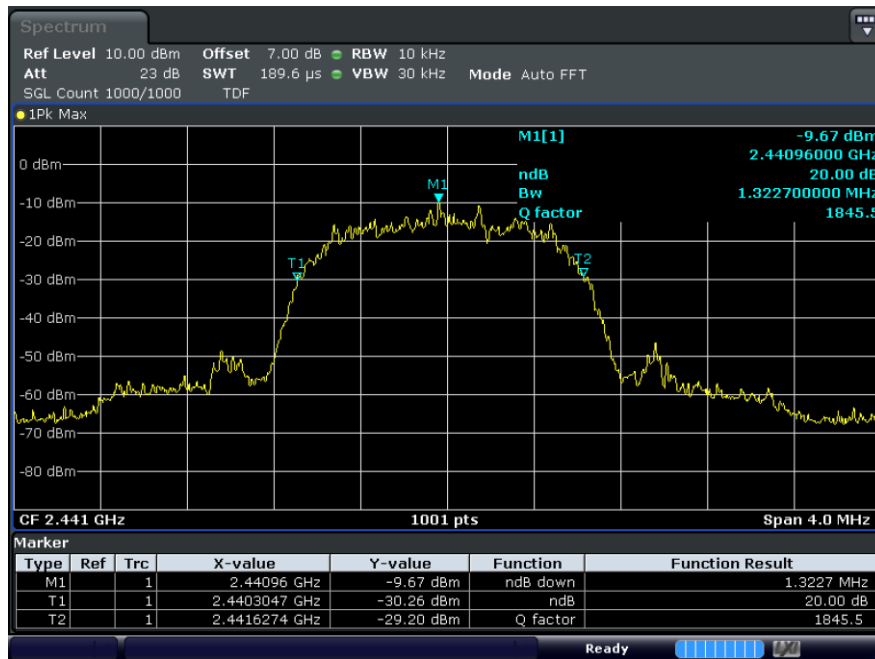 Spectrum
Ref Level 10.00 dBm Offset 7.00 dB RBW 10 kHz
Att 23 dB SWT 189.6 µs VBW 30 kHz Mode Auto FFT
SGL Count 1000/1000 TDF
1Pk Max
M1[1] -9.67 dBm
2.44096000 GHz
0 dBm
ndB 20.00 dB
M1
Bw 1.322700000 MHz
-10 dBm
Q factor 1845.5
-20 dBm
T1
T2
-30 dBm
-40 dBm
-50 dBm
-60 dBm
-70 dBm
-80 dBm
CF 2.441 GHz 1001 pts Span 4.0 MHz
Marker
Type Ref Trc X-value Y-value Function Function Result
M1 1 2.44096 GHz -9.67 dBm ndB down 1.3227 MHz
T1 1 2.4403047 GHz -30.26 dBm ndB 20.00 dB
T2 1 2.4416274 GHz -29.20 dBm Q factor 1845.5
Ready